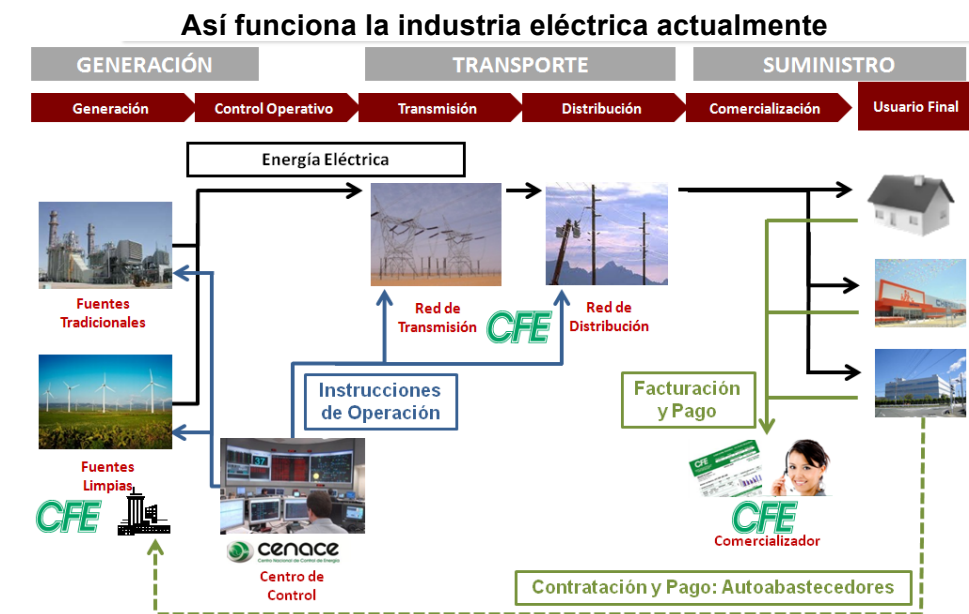 Así funciona la industria eléctrica actualmente
GENERACIÓN
TRANSPORTE
SUMINISTRO
Generación
Control Operativo
Transmisión
Distribución
Comercialización
Usuario Final
Energía Eléctrica
Fuentes
Tradicionales
Red de
Transmisión
CFE
Red de
Distribución
Instrucciones
de Operación
Facturación
y Pago
Fuentes
Limpias
CFE
cenace
Centro Nacional de Control de Energía
Centro de
Control
CFE
CFE
Comercializador
Contratación y Pago: Autoabastecedores